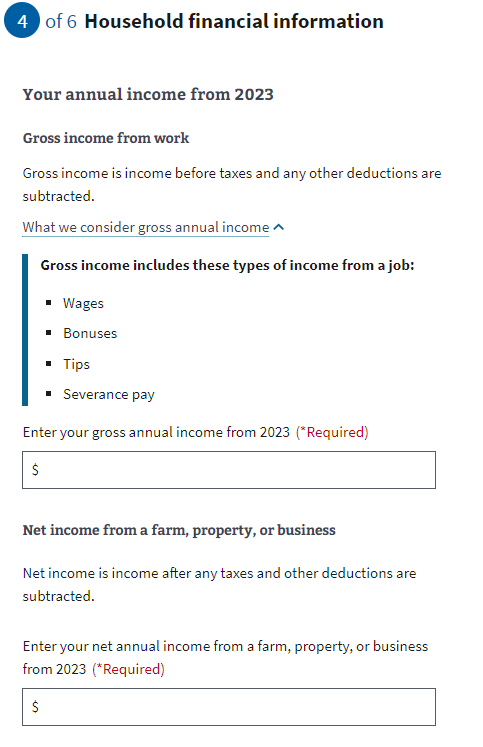 4 of 6 Household financial information
Your annual income from 2023
Gross income from work
Gross income is income before taxes and any other deductions are
subtracted.
What we consider gross annual income
Gross income includes these types of income from a job:
Wages
Bonuses
Tips
Severance pay
Enter your gross annual income from 2023 (*Required)
$
Net income from a farm, property, or business
Net income is income after any taxes and other deductions are
subtracted.
Enter your net annual income from a farm, property, or business
from 2023 (*Required)
$